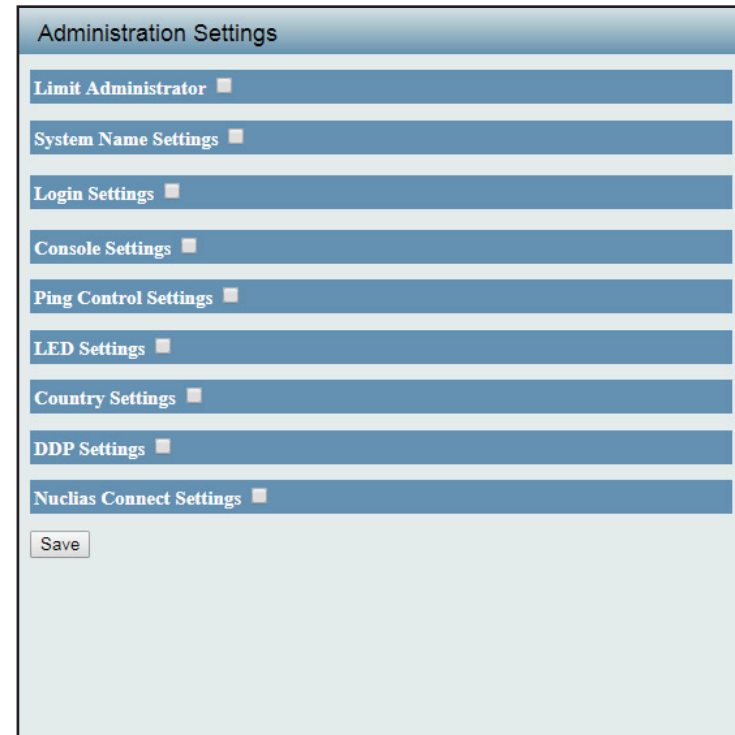 Administration Settings
Limit Administrator
System Name Settings
Login Settings
Console Settings
Ping Control Settings
LED Settings
Country Settings
DDP Settings
Nuclias Connect Settings
Save